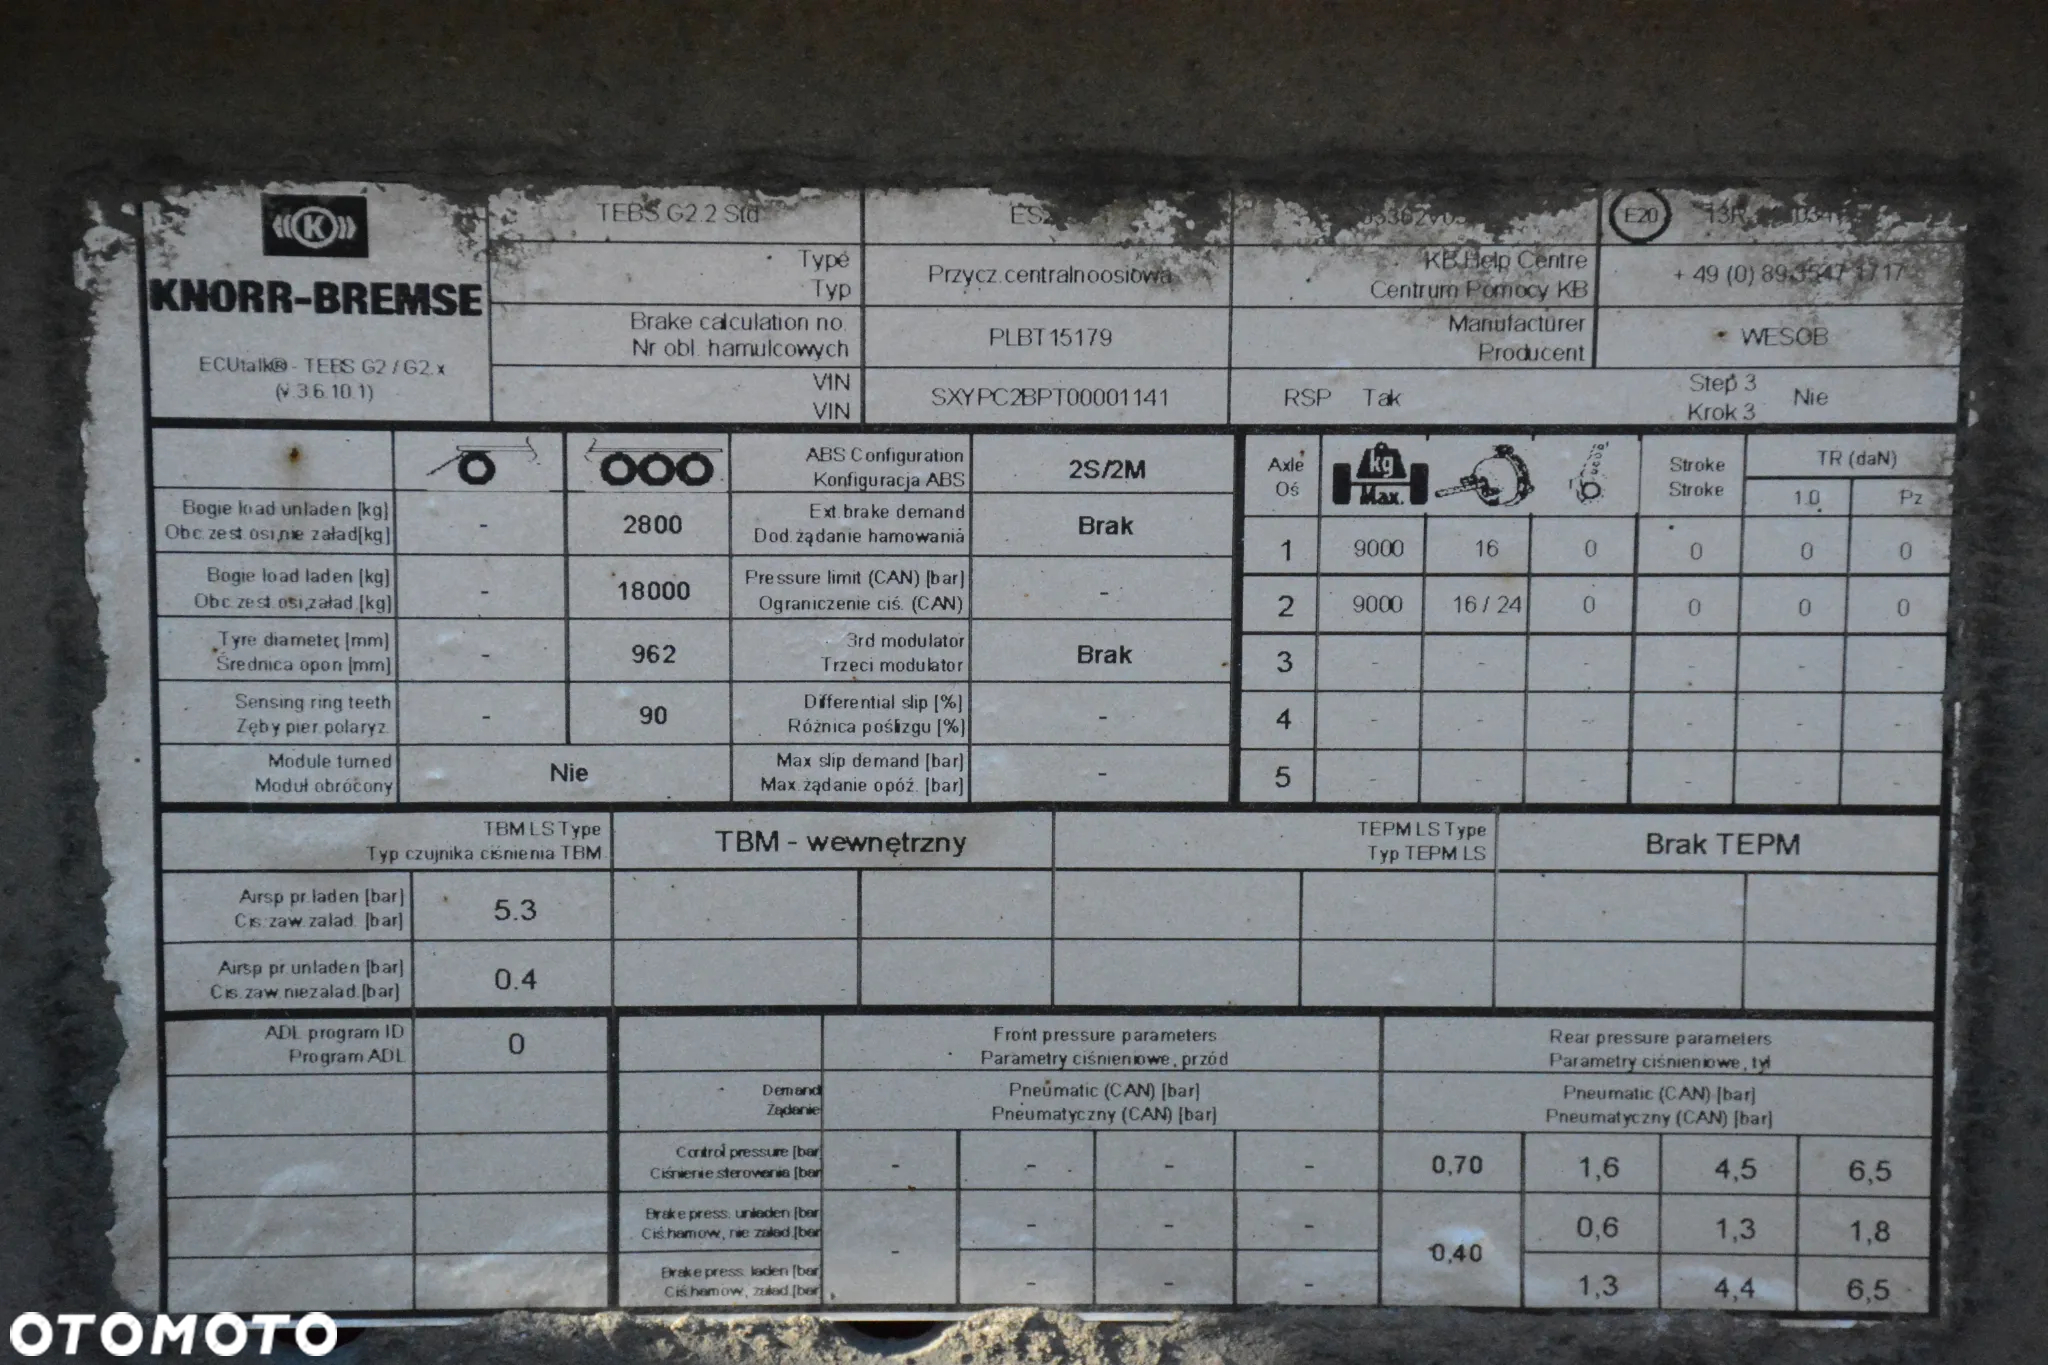 K
KNORR-BREMSE
ECUtalk® - TEBS G2 / G2.x
(v 3.6.10.1)
TEBS G2.2 Std
E20
Type
Typ
Przycz.centralnoosiowa
KB Help Centre
Centrum Pomocy KB
+ 49 (0) 89 3547 1717
Brake calculation no.
Nr obl. hamulcowych
PLBT15179
Manufacturer
Producent
WESOB
VIN
VIN
SXYPC2BPT00001141
RSP Tak
Step 3
Krok 3
Nie
ABS Configuration
Konfiguracja ABS
2S/2M
Bogie load unladen [kg]
Obc.zest.osi,nie załad[kg]
- 2800
Ext.brake demand
Dod.żądanie hamowania
Brak
Bogie load laden [kg]
Obc.zest.osi,załad.[kg]
- 18000
Pressure limit (CAN) [bar]
Ograniczenie ciś. (CAN)
-
Tyre diameter [mm]
Średnica opon [mm]
- 962
3rd modulator
Trzeci modulator
Brak
Sensing ring teeth
Zęby pier.polaryz.
- 90
Differential slip [%]
Różnica poślizgu [%]
-
Module turned
Moduł obrócony
Nie
Max slip demand [bar]
Max.żądanie opóź. [bar]
-
Axle
Oś
kg
Max.
Stroke
Stroke
TR (daN)
1.0 Pz
1 9000 16 0 0 0 0
2 9000 16 / 24 0 0 0 0
3 - - - - - -
4 - - - - - -
5 - - - - - -
TBM LS Type
Typ czujnika ciśnienia TBM
TBM - wewnętrzny
TEPM LS Type
Typ TEPM LS
Brak TEPM
Airsp pr.laden [bar]
Ciś.zaw.załad. [bar]
5.3
Airsp pr.unladen [bar]
Ciś.zaw.niezalad.[bar]
0.4
ADL program ID
Program ADL
0
Front pressure parameters
Parametry ciśnieniowe, przód
Rear pressure parameters
Parametry ciśnieniowe, tył
Demand
Żądanie
Pneumatic (CAN) [bar]
Pneumatyczny (CAN) [bar]
Pneumatic (CAN) [bar]
Pneumatyczny (CAN) [bar]
Control pressure [bar
Ciśnienie sterowania [bar
- - - - 0,70 1,6 4,5 6,5
Brake press. unladen [bar
Ciś.hamow, nie załad.[bar
- - - 0,6 1,3 1,8
- 0,40
Brake press. laden [bar
Ciś.hamow, załad.[bar
- - - 1,3 4,4 6,5
OTOMOTO